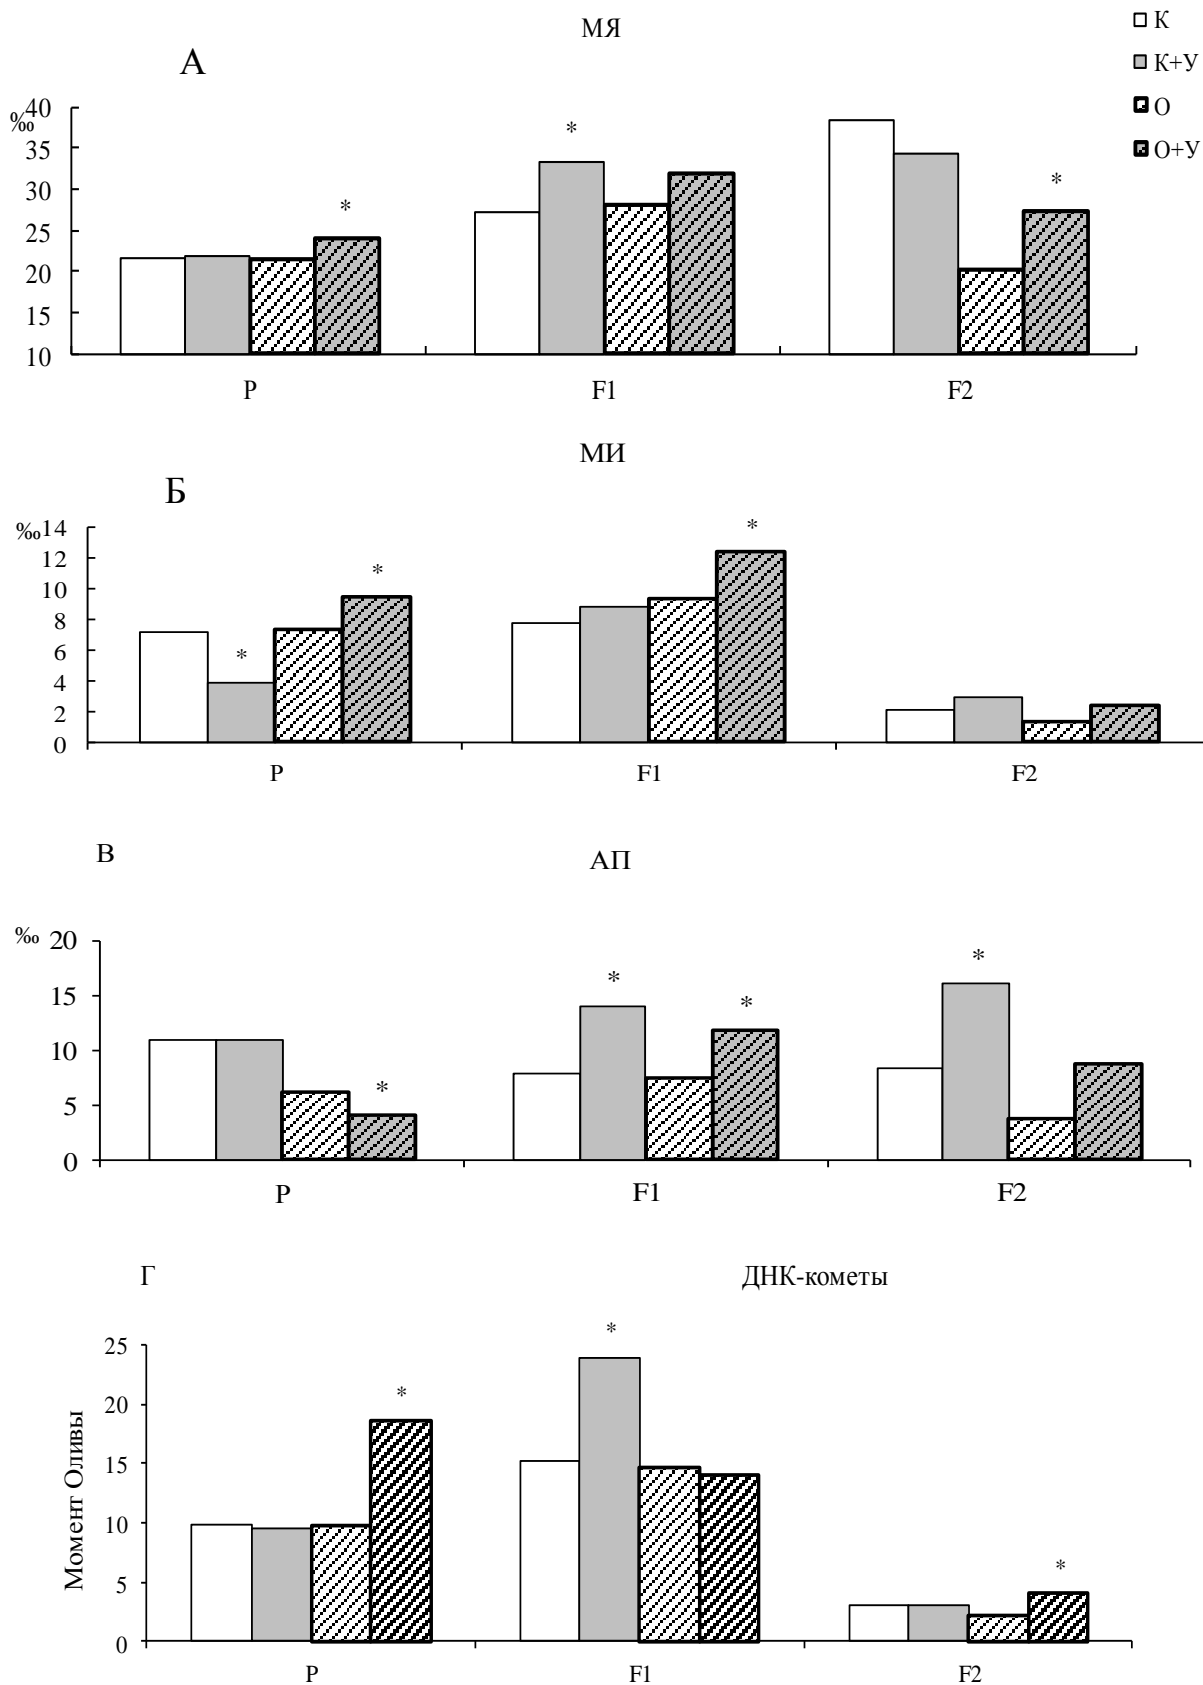 МЯ
К
К+У
О
О+У
А
‰
40
35
30
25
20
15
10
*
*
*
P
F1
F2
МИ
Б
‰
14
12
10
8
6
4
2
0
*
*
*
P
F1
F2
В
АП
‰
20
15
10
5
0
*
*
*
*
P
F1
F2
Г
ДНК-кометы
Момент Оливы
25
20
15
10
5
0
*
*
*
P
F1
F2